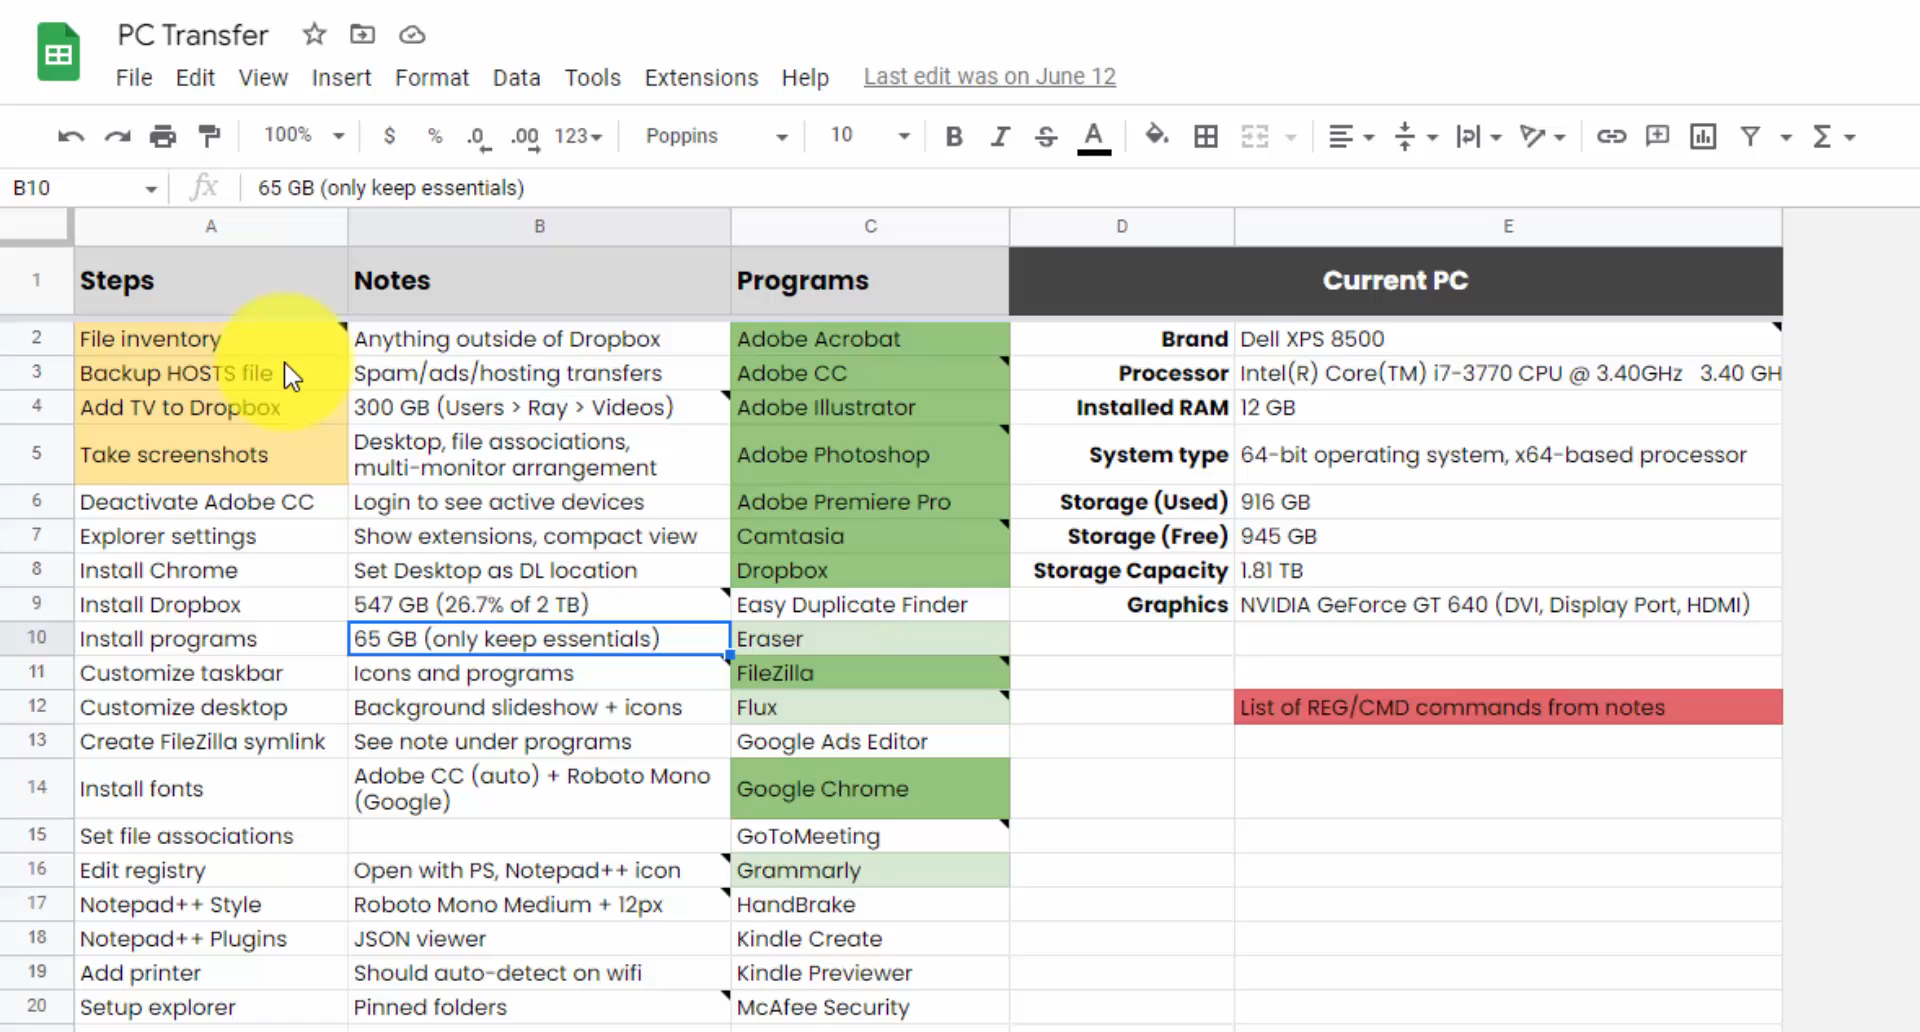 PC Transfer
File Edit View Insert Format Data Tools Extensions Help Last edit was on June 12
100% $ % .0 .00 123 Poppins 10 B I S A
B10 fx 65 GB (only keep essentials)
A B C D E
1 Steps Notes Programs Current PC
2 File inventory Anything outside of Dropbox Adobe Acrobat Brand Dell XPS 8500
3 Backup HOSTS file Spam/ads/hosting transfers Adobe CC Processor Intel(R) Core(TM) i7-3770 CPU @ 3.40GHz 3.40 GH
4 Add TV to Dropbox 300 GB (Users > Ray > Videos) Adobe Illustrator Installed RAM 12 GB
5 Take screenshots Desktop, file associations,
multi-monitor arrangement Adobe Photoshop System type 64-bit operating system, x64-based processor
6 Deactivate Adobe CC Login to see active devices Adobe Premiere Pro Storage (Used) 916 GB
7 Explorer settings Show extensions, compact view Camtasia Storage (Free) 945 GB
8 Install Chrome Set Desktop as DL location Dropbox Storage Capacity 1.81 TB
9 Install Dropbox 547 GB (26.7% of 2 TB) Easy Duplicate Finder Graphics NVIDIA GeForce GT 640 (DVI, Display Port, HDMI)
10 Install programs 65 GB (only keep essentials) Eraser
11 Customize taskbar Icons and programs FileZilla
12 Customize desktop Background slideshow + icons Flux List of REG/CMD commands from notes
13 Create FileZilla symlink See note under programs Google Ads Editor
14 Install fonts Adobe CC (auto) + Roboto Mono
(Google) Google Chrome
15 Set file associations GoToMeeting
16 Edit registry Open with PS, Notepad++ icon Grammarly
17 Notepad++ Style Roboto Mono Medium + 12px HandBrake
18 Notepad++ Plugins JSON viewer Kindle Create
19 Add printer Should auto-detect on wifi Kindle Previewer
20 Setup explorer Pinned folders McAfee Security